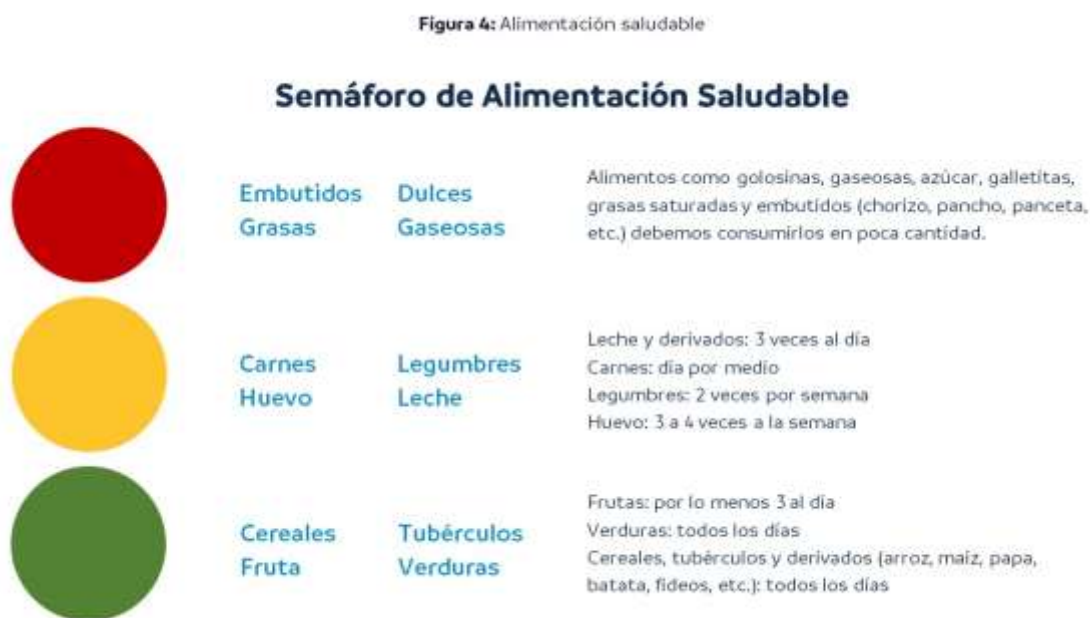 Figura 4: Alimentación saludable
Semáforo de Alimentación Saludable
Embutidos Dulces
Grasas Gaseosas
Alimentos como golosinas, gaseosas, azúcar, galletitas,
grasas saturadas y embutidos (chorizo, pancho, panceta,
etc.) debemos consumirlos en poca cantidad.
Carnes Legumbres
Huevo Leche
Leche y derivados: 3 veces al día
Carnes: día por medio
Legumbres: 2 veces por semana
Huevo: 3 a 4 veces a la semana
Cereales Tubérculos
Fruta Verduras
Frutas: por lo menos 3 al día
Verduras: todos los días
Cereales, tubérculos y derivados (arroz, maíz, papa,
batata, fideos, etc.): todos los días